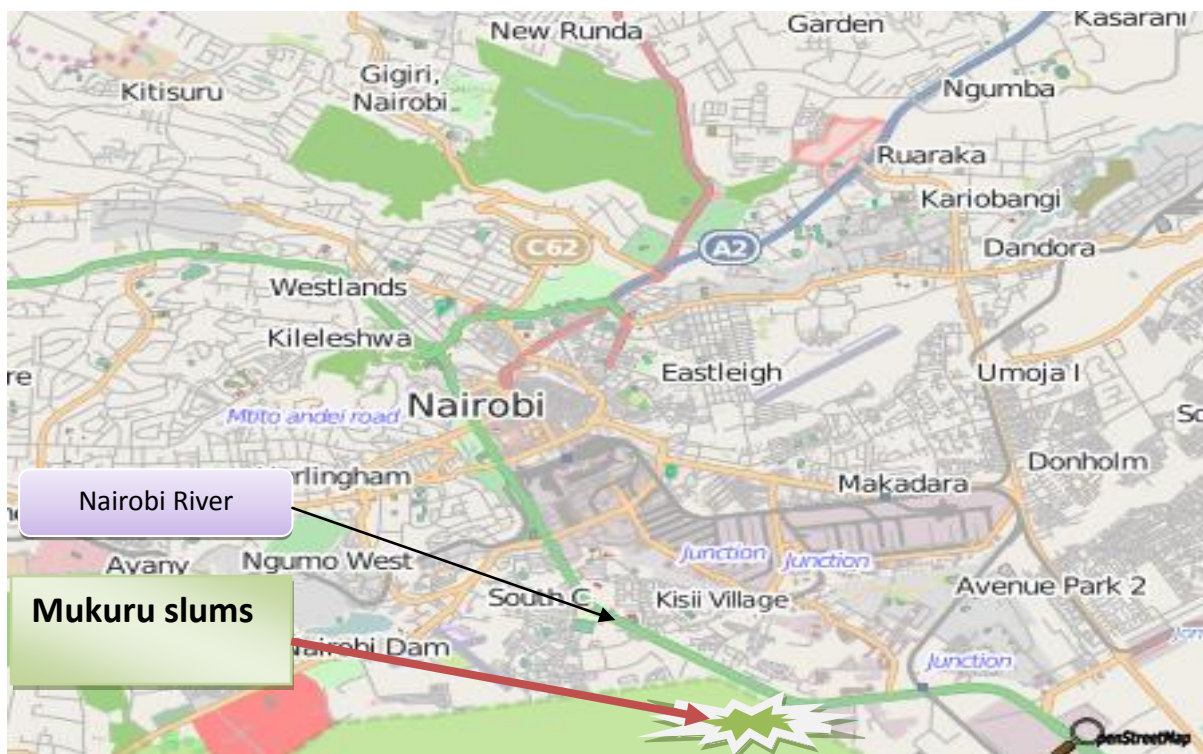 New Runda
Garden
Kasarani
Gigiri,
Nairobi
Kitisuru
Ngumba
Ruaraka
Kariobangi
C62
A2
Dandora
Westlands
Kileleshwa
Eastleigh
Umoja I
Nairobi
Mtito andei road
Donholm
Makadara
Nairobi River
Junction
Junction
Ngumo West
Avenue Park 2
South C
Kisii Village
Mukuru slums
Nairobi Dam
Junction
penStreetMap